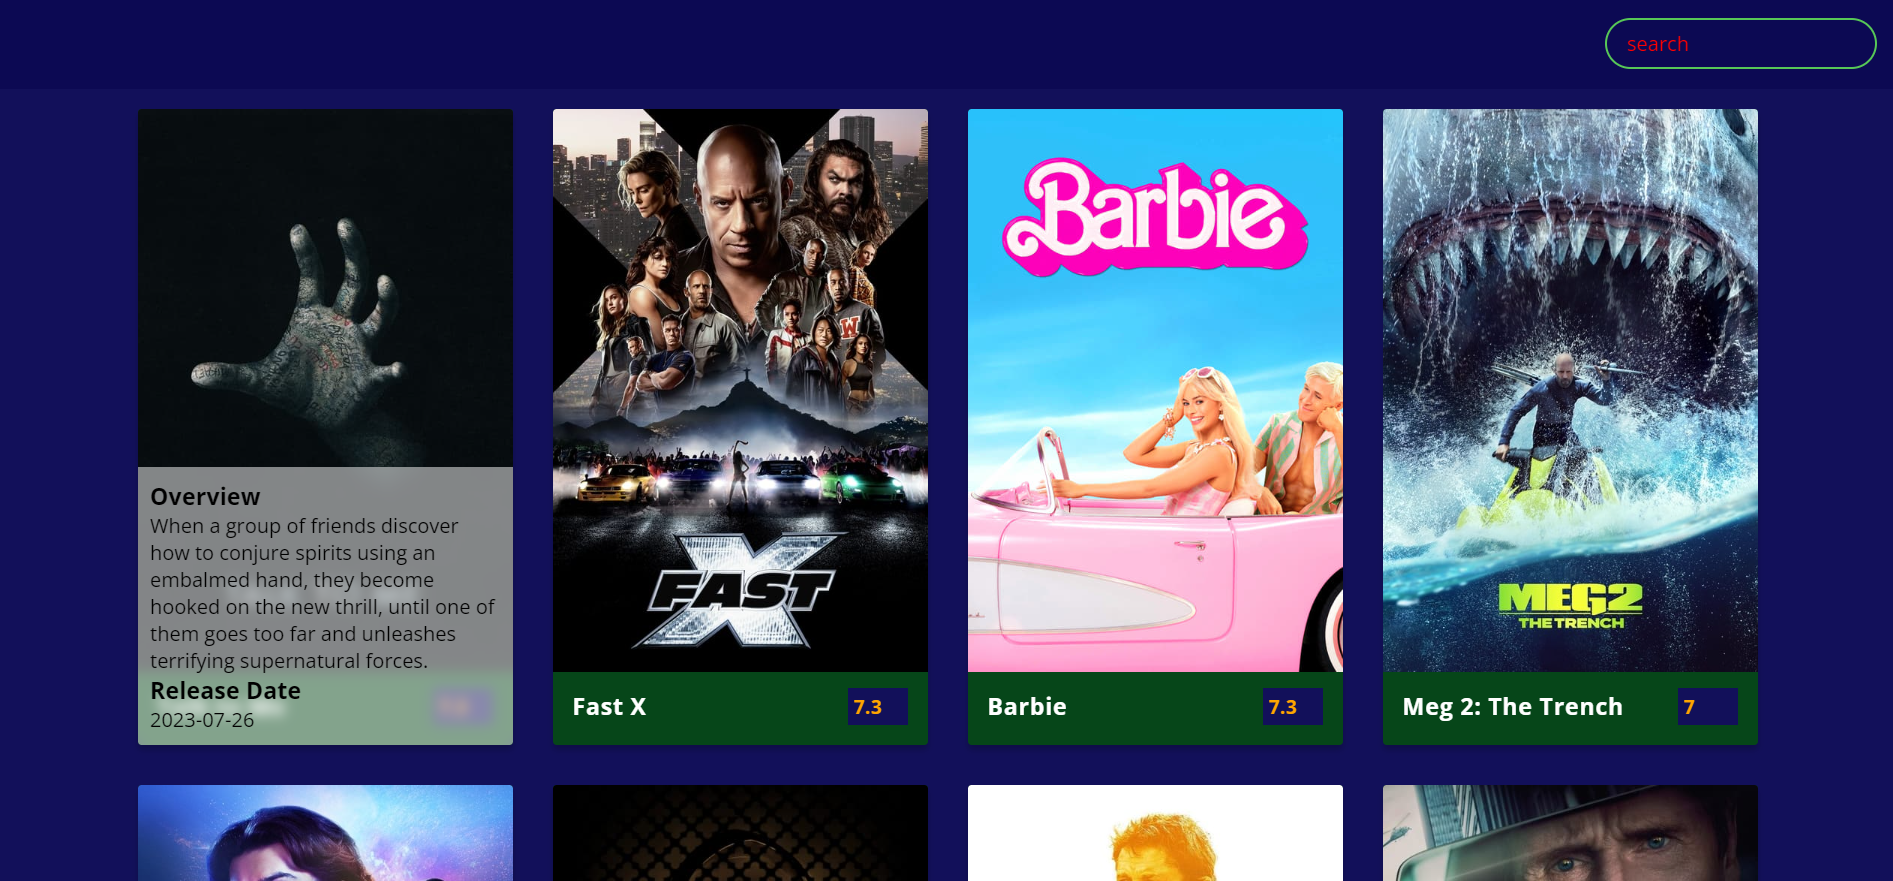 search
Overview
When a group of friends discover
how to conjure spirits using an
embalmed hand, they become
hooked on the new thrill, until one of
them goes too far and unleashes
terrifying supernatural forces.
Release Date
2023-07-26
FAST
X
Fast X
7.3
Barbie
Barbie
7.3
MEG2
THE TRENCH
Meg 2: The Trench
7